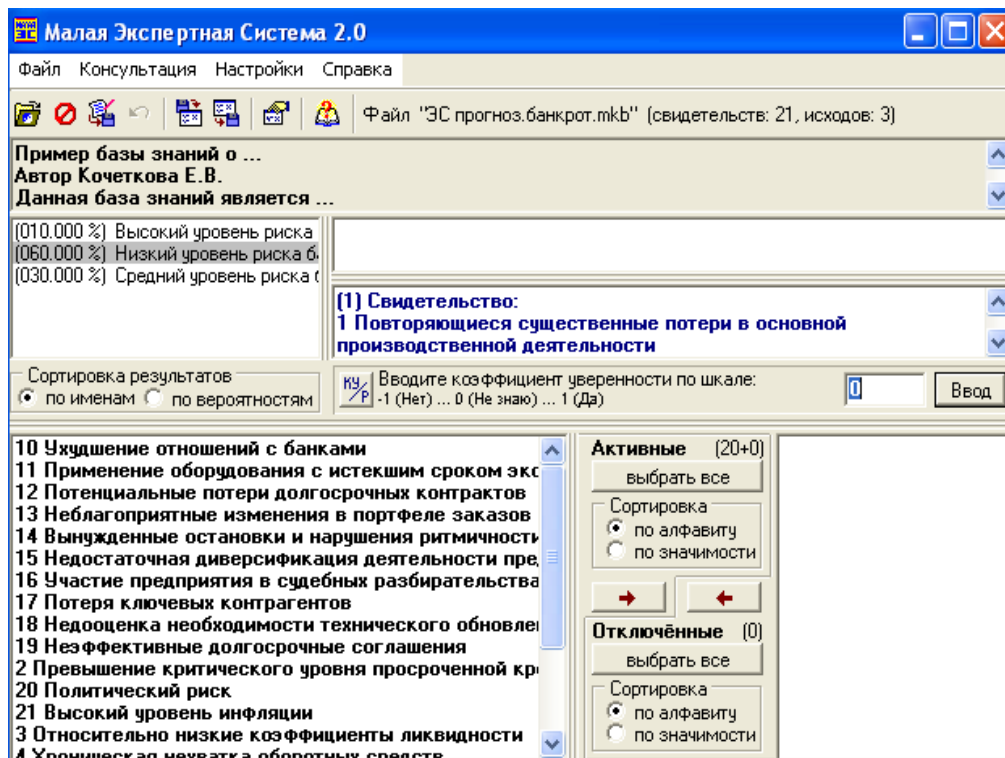 Малая Экспертная Система 2.0
Файл Консультация Настройки Справка
Файл "ЭС прогноз.банкрот.mkb" (свидетельств: 21, исходов: 3)
Пример базы знаний о ...
Автор Кочеткова Е.В.
Данная база знаний является ...
(010.000 %) Высокий уровень риска
(060.000 %) Низкий уровень риска б
(030.000 %) Средний уровень риска
(1) Свидетельство:
1 Повторяющиеся существенные потери в основной
производственной деятельности
Сортировка результатов
по именам по вероятностям
КУ/Р
Вводите коэффициент уверенности по шкале:
-1 (Нет) ... 0 (Не знаю) ... 1 (Да)
0
Ввод
10 Ухудшение отношений с банками
11 Применение оборудования с истекшим сроком экс
12 Потенциальные потери долгосрочных контрактов
13 Неблагоприятные изменения в портфеле заказов
14 Вынужденные остановки и нарушения ритмичности
15 Недостаточная диверсификация деятельности пре
16 Участие предприятия в судебных разбирательства
17 Потеря ключевых контрагентов
18 Недооценка необходимости технического обновле
19 Неэффективные долгосрочные соглашения
2 Превышение критического уровня просроченной кр
20 Политический риск
21 Высокий уровень инфляции
3 Относительно низкие коэффициенты ликвидности
4 Хроническая нехватка оборотных средств
Активные (20+0)
выбрать все
Сортировка
по алфавиту
по значимости
Отключённые (0)
выбрать все
Сортировка
по алфавиту
по значимости